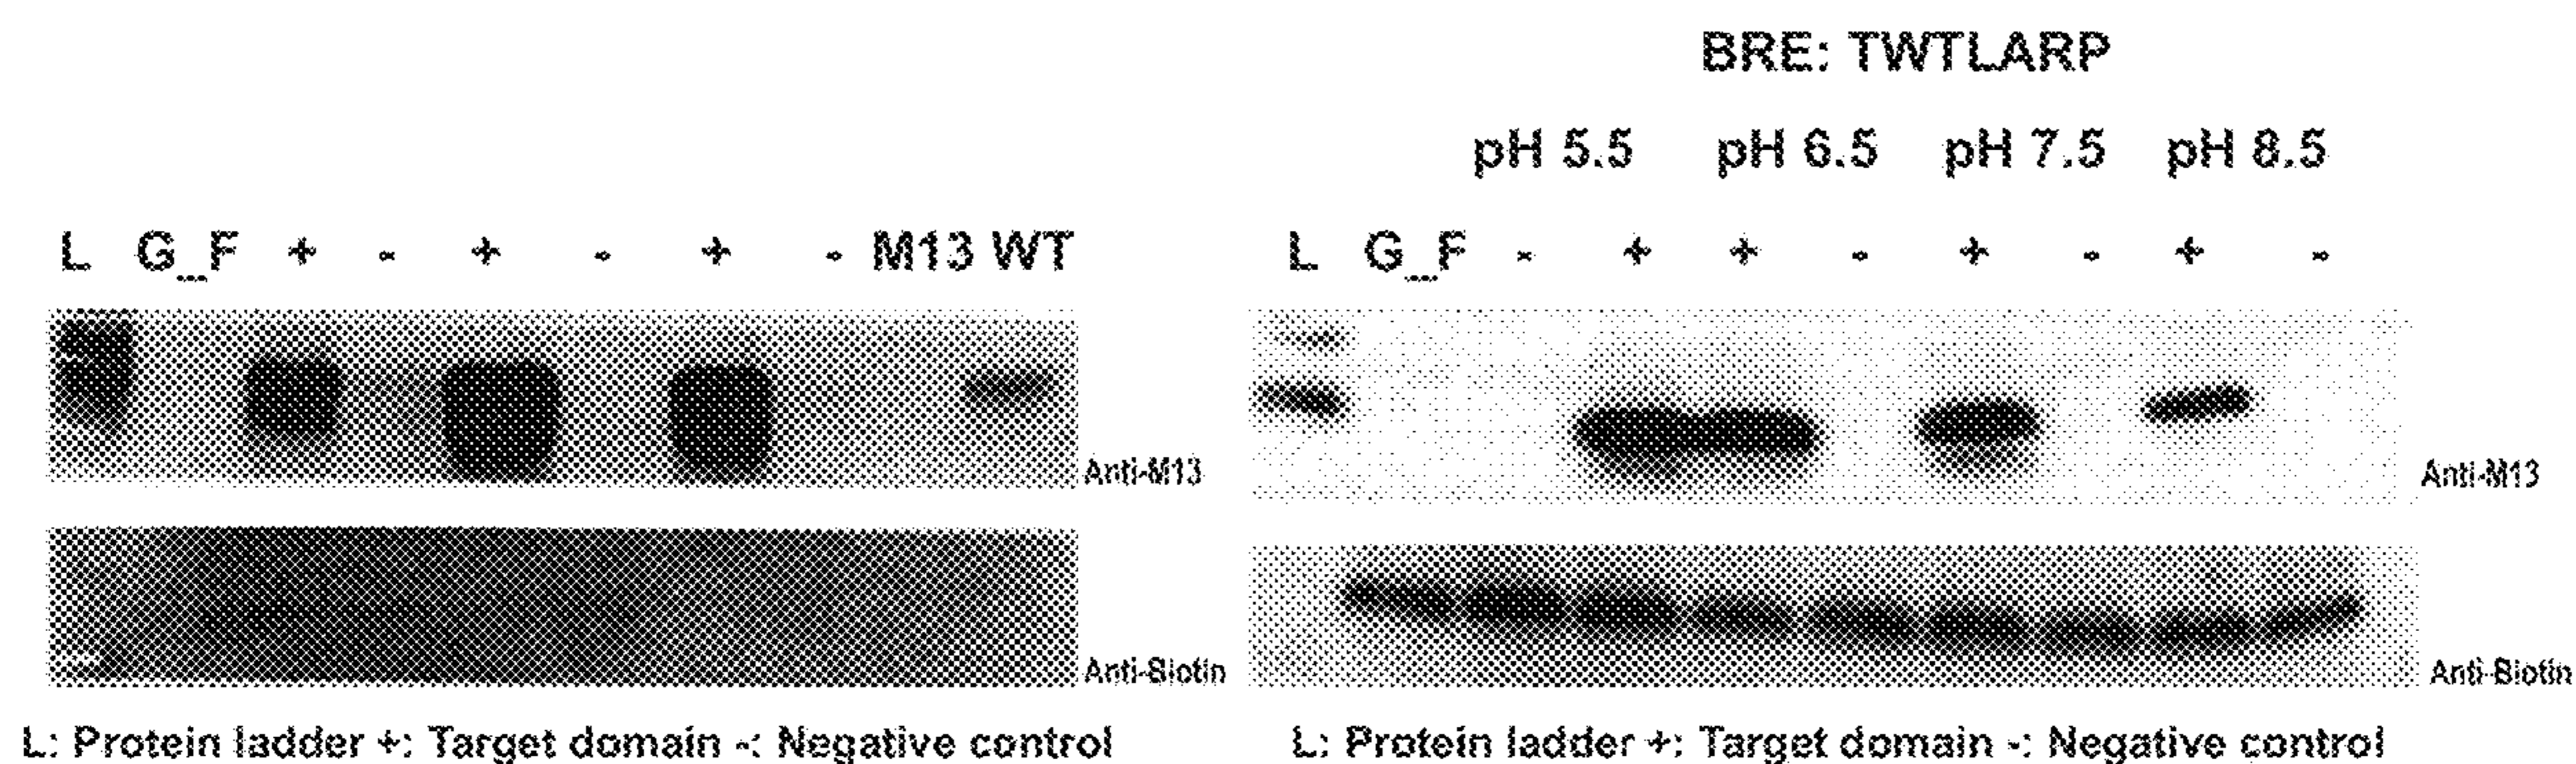 BRE: TWTLARP
pH 5.5 pH 6.5 pH 7.5 pH 8.5
L G_F + - + - + - M13 WT
L G_F - + + - + - + -
Anti-M13
Anti-M13
Anti-Biotin
Anti-Biotin
L: Protein ladder +: Target domain -: Negative control
L: Protein ladder +: Target domain -: Negative control